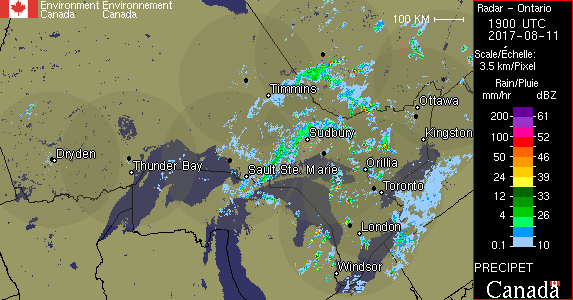 Environment Environnement
Canada Canada
100 KM
Timmins
Ottawa
Sudbury
Kingston
Dryden
Thunder Bay
Sault Ste. Marie
Orillia
Toronto
London
Windsor
Radar - Ontario
1900 UTC
2017-08-11
Scale/Échelle:
3.5 km/Pixel
Rain/Pluie
mm/hr dBZ
200 61
100 52
50 46
24 39
12 30
4 26
0.1 10
PRECIPET
Canada